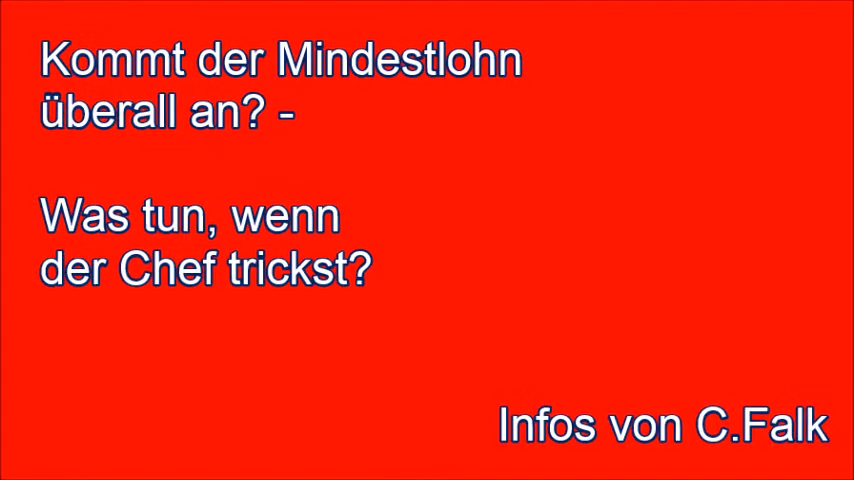 Kommt der Mindestlohn
überall an? -
Was tun, wenn
der Chef trickst?
Infos von C.Falk